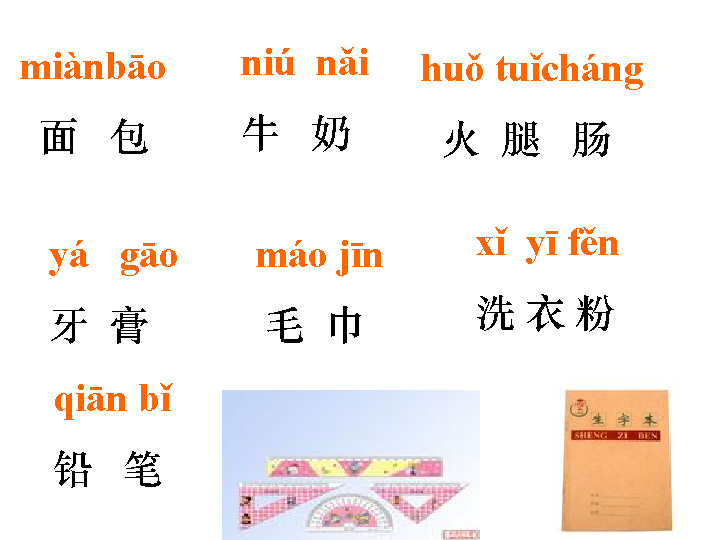 miànbāo niú nǎi huǒ tuǐcháng
面 包 牛 奶 火 腿 肠
yá gāo máo jīn xǐ yī fěn
牙 膏 毛 巾 洗 衣 粉
qiān bǐ
铅 笔
生 字 本
SHENG ZI BEN